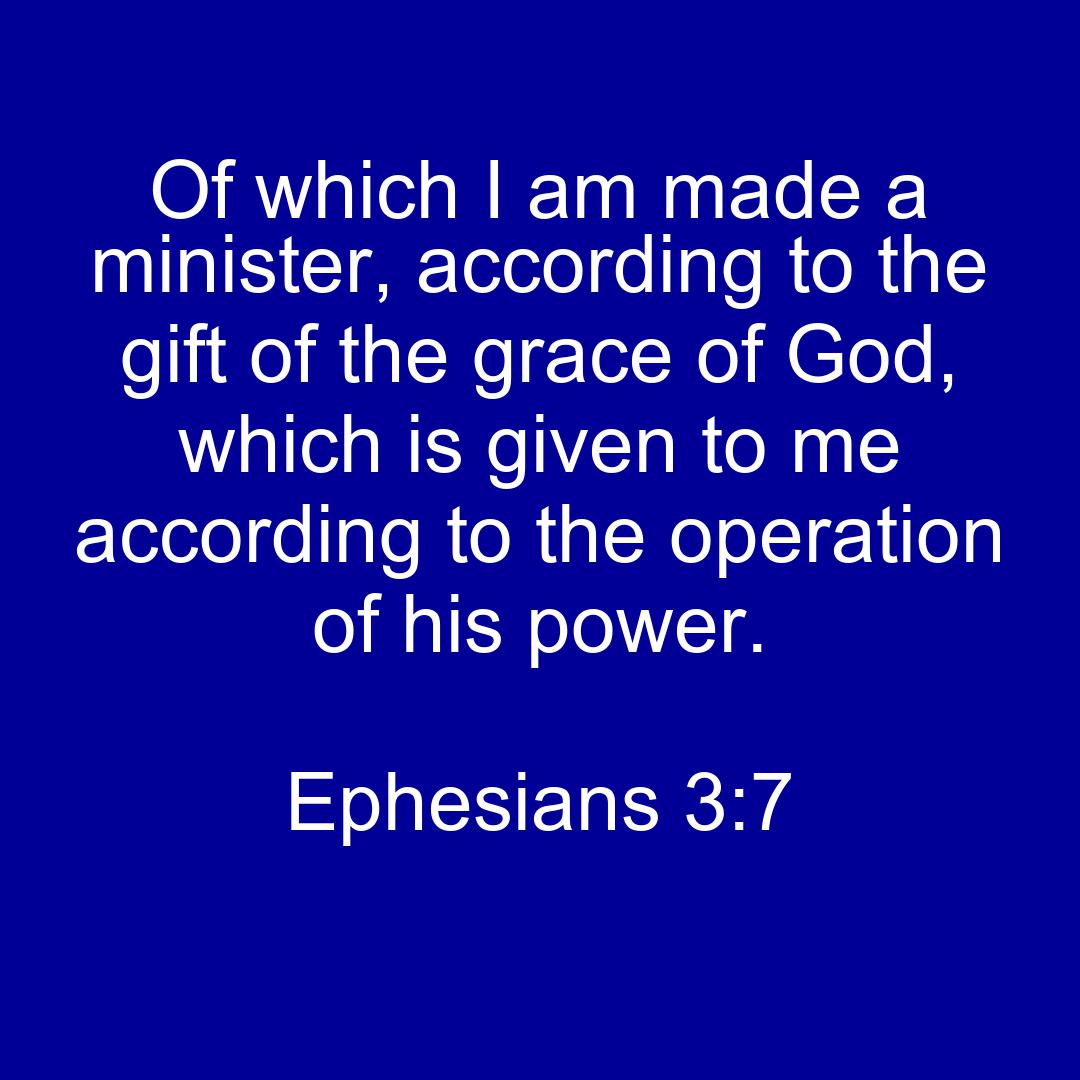 Of which I am made a
minister, according to the
gift of the grace of God,
which is given to me
according to the operation
of his power.
Ephesians 3:7